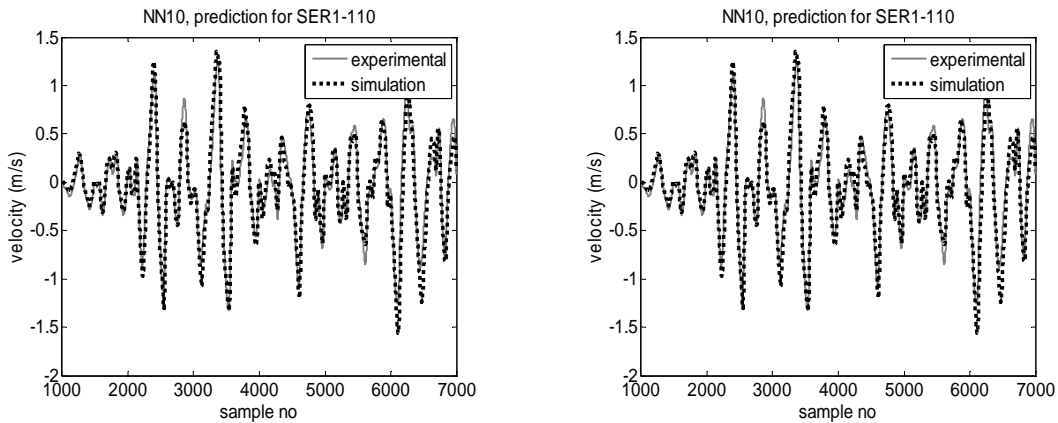 NN10, prediction for SER1-110
1.5
1
0.5
0
-0.5
-1
-1.5
-2
velocity (m/s)
experimental
simulation
1000 2000 3000 4000 5000 6000 7000
sample no
NN10, prediction for SER1-110
1.5
1
0.5
0
-0.5
-1
-1.5
-2
velocity (m/s)
experimental
simulation
1000 2000 3000 4000 5000 6000 7000
sample no